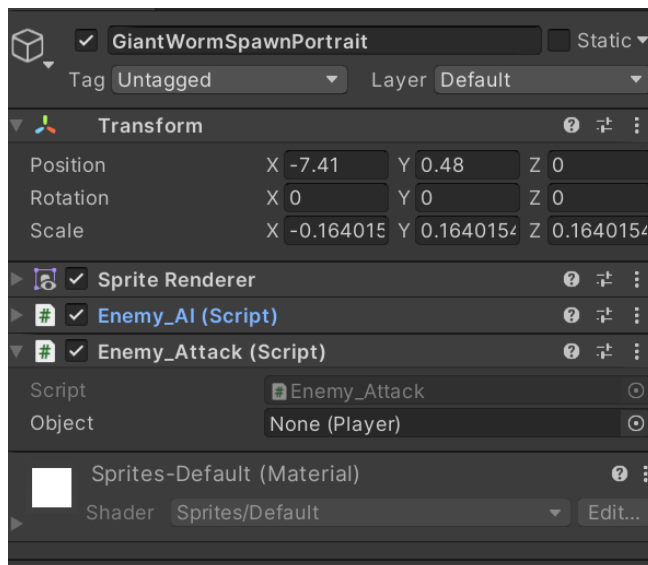 GiantWormSpawnPortrait Static
Tag Untagged Layer Default
Transform
Position X -7.41 Y 0.48 Z 0
Rotation X 0 Y 0 Z 0
Scale X -0.164015 Y 0.1640154 Z 0.1640154
Sprite Renderer
# Enemy_AI (Script)
# Enemy_Attack (Script)
Script # Enemy_Attack
Object None (Player)
Sprites-Default (Material)
Shader Sprites/Default Edit...